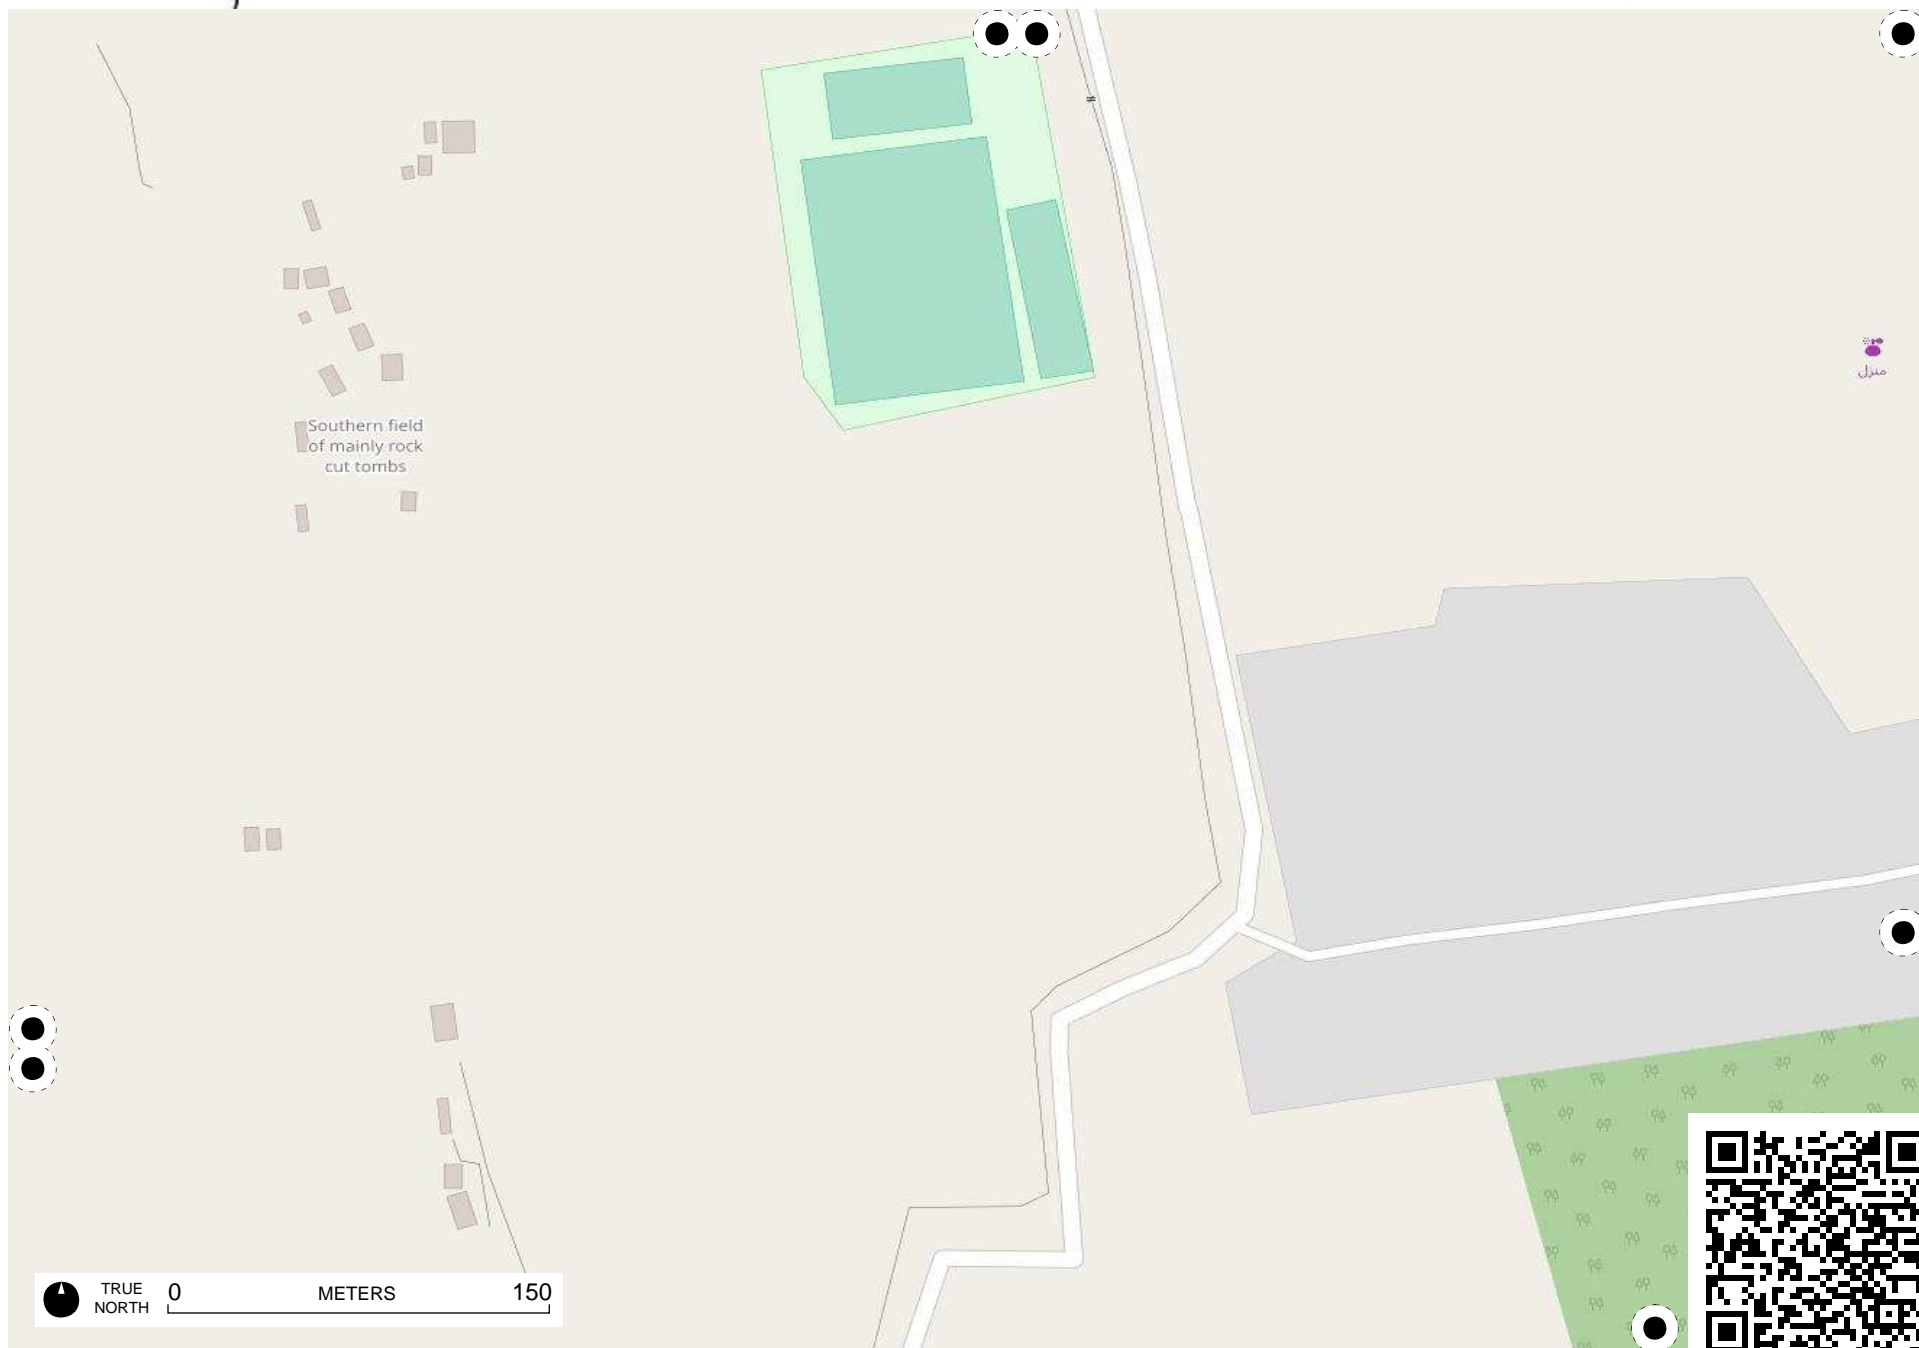 منزل
Southern field
of mainly rock
cut tombs
TRUE
NORTH
0 METERS 150